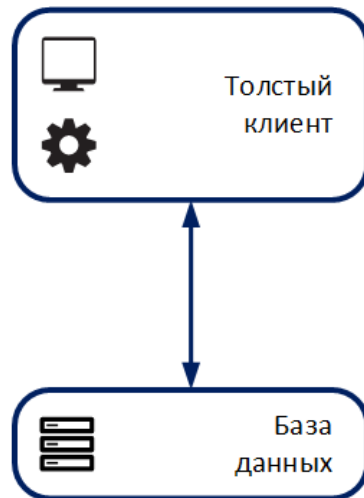 Толстый
клиент
База
данных